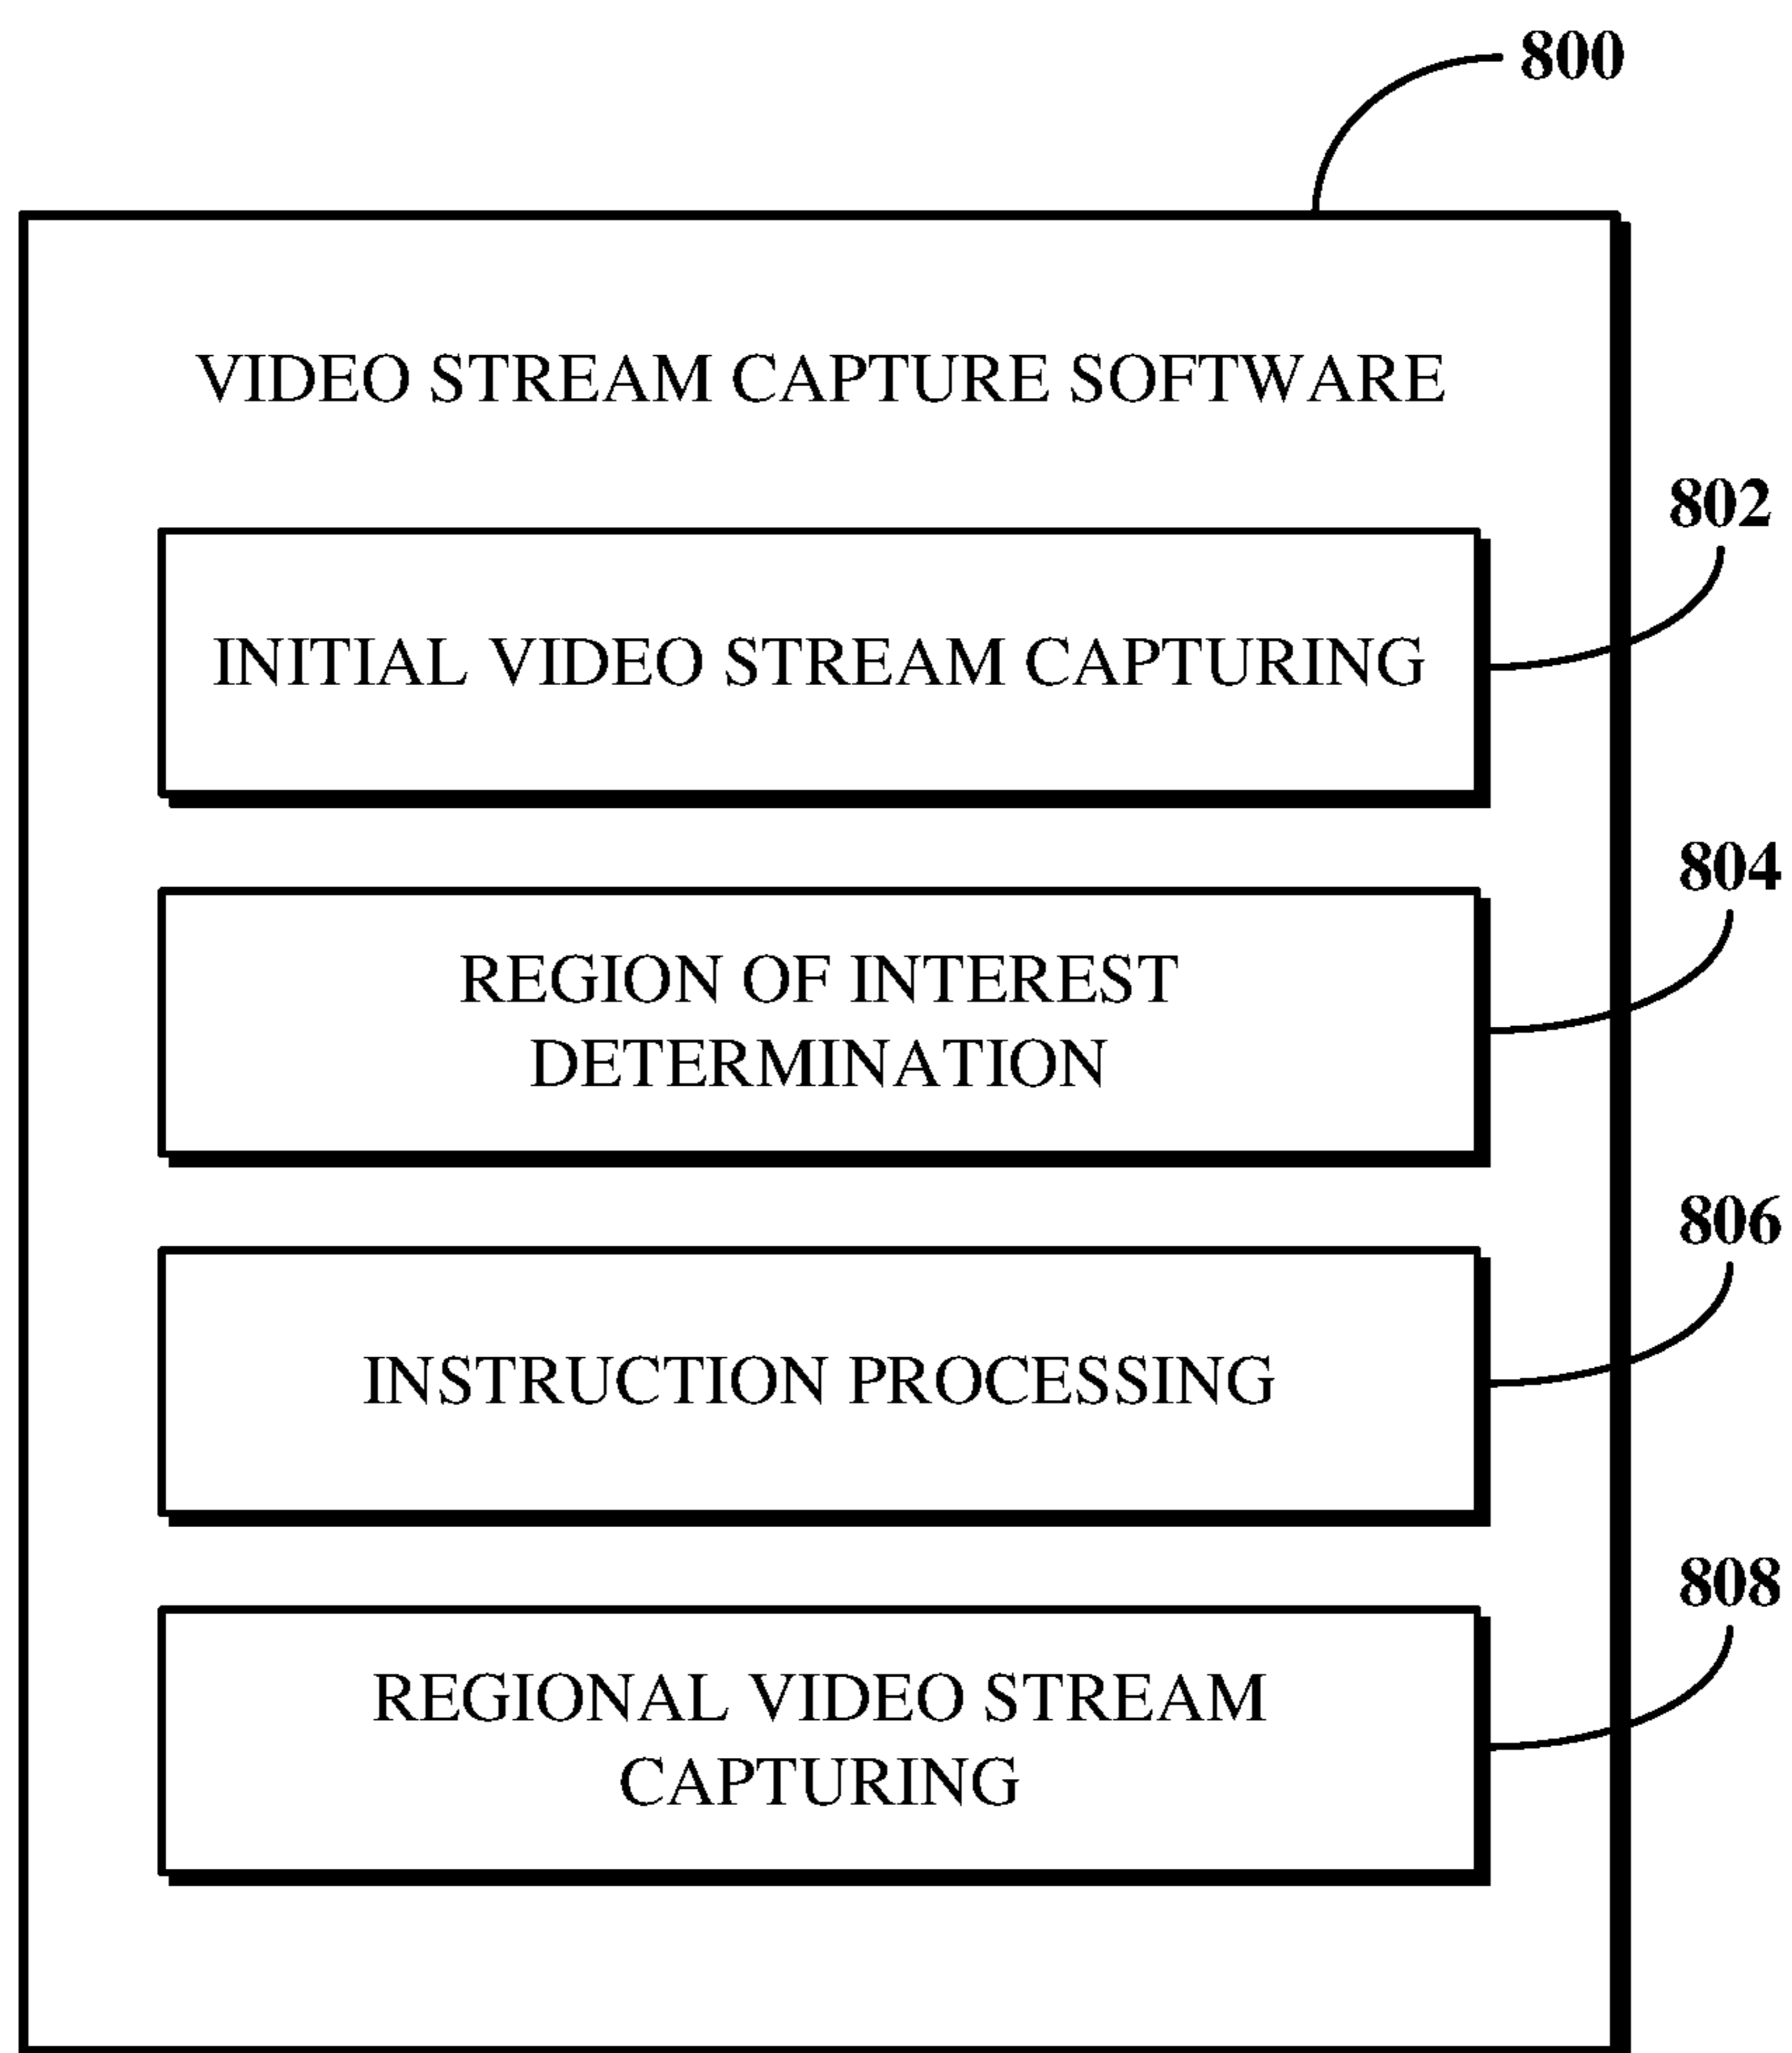 800
VIDEO STREAM CAPTURE SOFTWARE
802
INITIAL VIDEO STREAM CAPTURING
804
REGION OF INTEREST
DETERMINATION
806
INSTRUCTION PROCESSING
808
REGIONAL VIDEO STREAM
CAPTURING